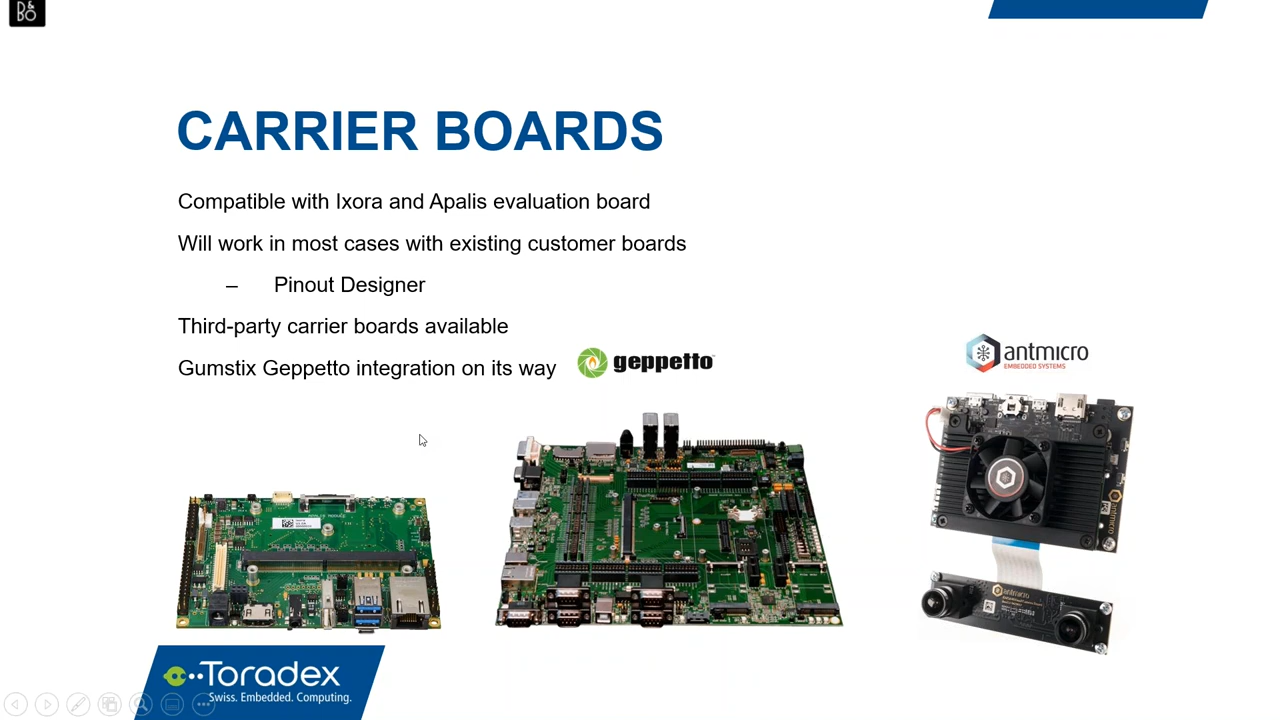 B&O
CARRIER BOARDS
Compatible with Ixora and Apalis evaluation board
Will work in most cases with existing customer boards
– Pinout Designer
Third-party carrier boards available
Gumstix Geppetto integration on its way
geppetto
antmicro
EMBEDDED SYSTEMS
antmicro
Toradex
Swiss. Embedded. Computing.